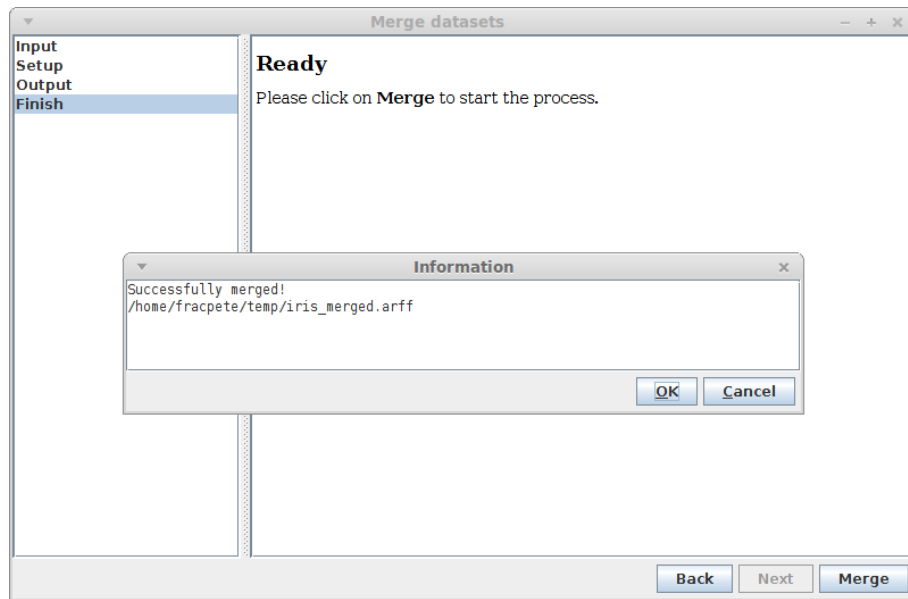 Merge datasets
Input
Setup
Output
Finish
Ready
Please click on Merge to start the process.
Information
Successfully merged!
/home/fracpete/temp/iris_merged.arff
OK Cancel
Back Next Merge